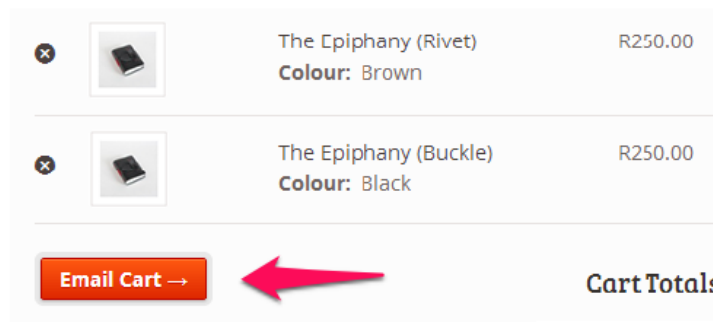 The Epiphany (Rivet) R250.00
Colour: Brown
The Epiphany (Buckle) R250.00
Colour: Black
Email Cart →
Cart Totals